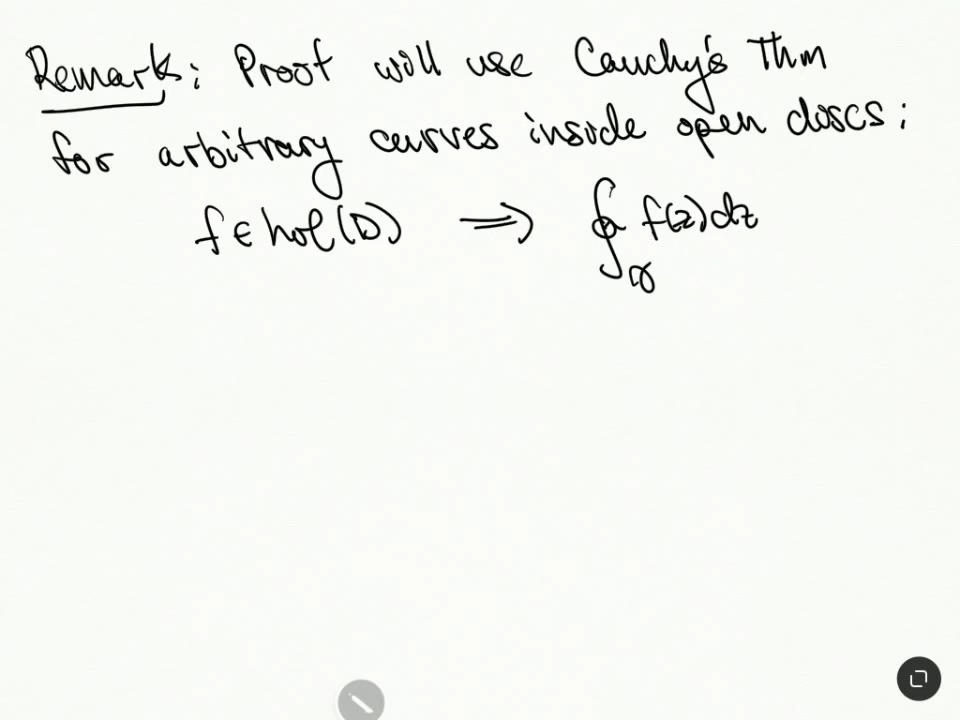 Remark: Proof will use Cauchy's Thm
for arbitrary curves inside open discs:
f ∈ hol(D) ⟹ ∮_γ f(z)dz